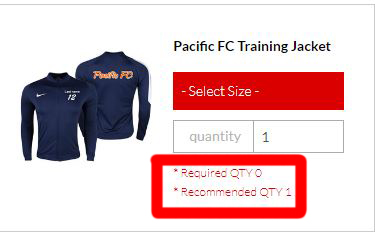 Pacific FC Training Jacket
Last name
12
Pacific FC
- Select Size -
quantity 1
* Required QTY 0
* Recommended QTY 1